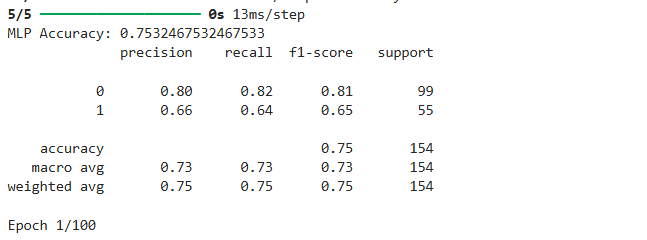 5/5 ━━━━━━━━━━━━━━━━━━━━ 0s 13ms/step
MLP Accuracy: 0.7532467532467533
precision recall f1-score support
0 0.80 0.82 0.81 99
1 0.66 0.64 0.65 55
accuracy 0.75 154
macro avg 0.73 0.73 0.73 154
weighted avg 0.75 0.75 0.75 154
Epoch 1/100